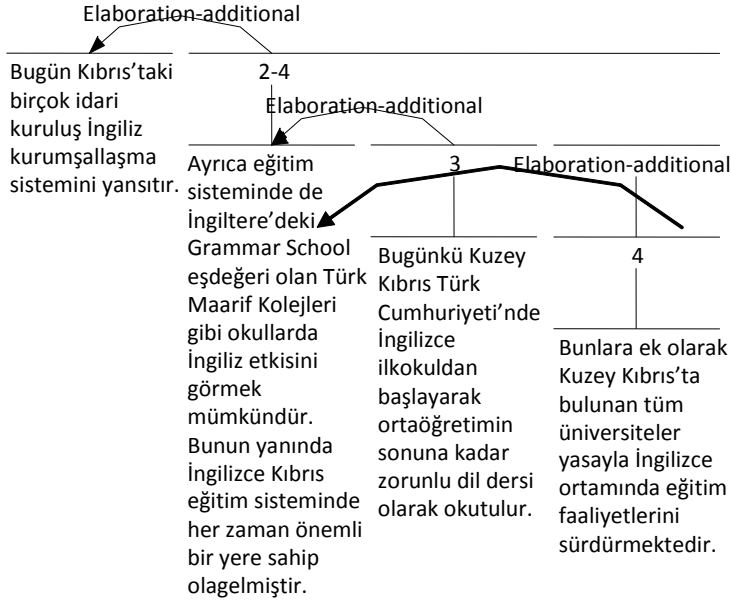 Elaboration-additional
Bugün Kıbrıs'taki
birçok idari
kuruluş İngiliz
kurumşallaşma
sistemini yansıtır.
2-4
Elaboration-additional
Ayrıca eğitim
sisteminde de
İngiltere'deki
Grammar School
eşdeğeri olan Türk
Maarif Kolejleri
gibi okullarda
İngiliz etkisini
görmek
mümkündür.
Bunun yanında
İngilizce Kıbrıs
eğitim sisteminde
her zaman önemli
bir yere sahip
olagelmiştir.
3
Elaboration-additional
Bugünkü Kuzey
Kıbrıs Türk
Cumhuriyeti'nde
İngilizce
ilkokuldan
başlayarak
ortaöğretimin
sonuna kadar
zorunlu dil dersi
olarak okutulur.
4
Bunlara ek olarak
Kuzey Kıbrıs'ta
bulunan tüm
üniversiteler
yasayla İngilizce
ortamında eğitim
faaliyetlerini
sürdürmektedir.